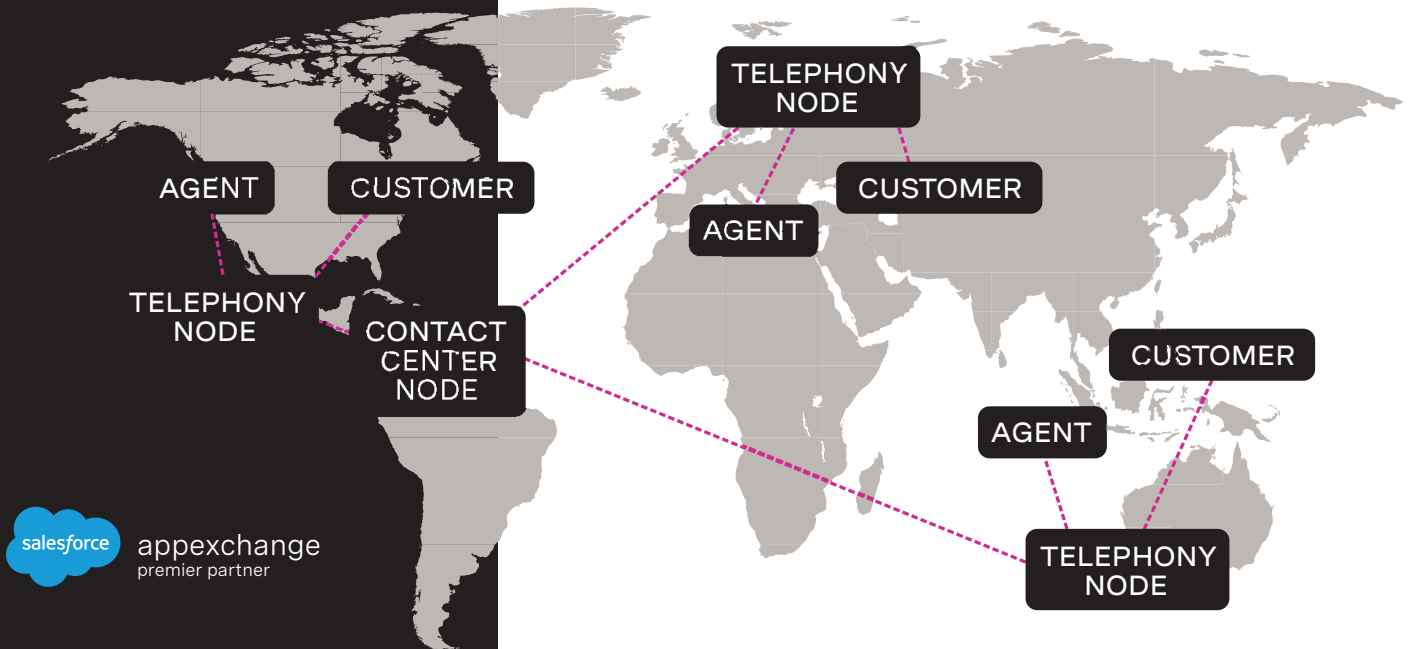 TELEPHONY
NODE
AGENT
CUSTOMER
CUSTOMER
AGENT
TELEPHONY
NODE
CONTACT
CENTER
NODE
CUSTOMER
AGENT
TELEPHONY
NODE
salesforce
appexchange
premier partner